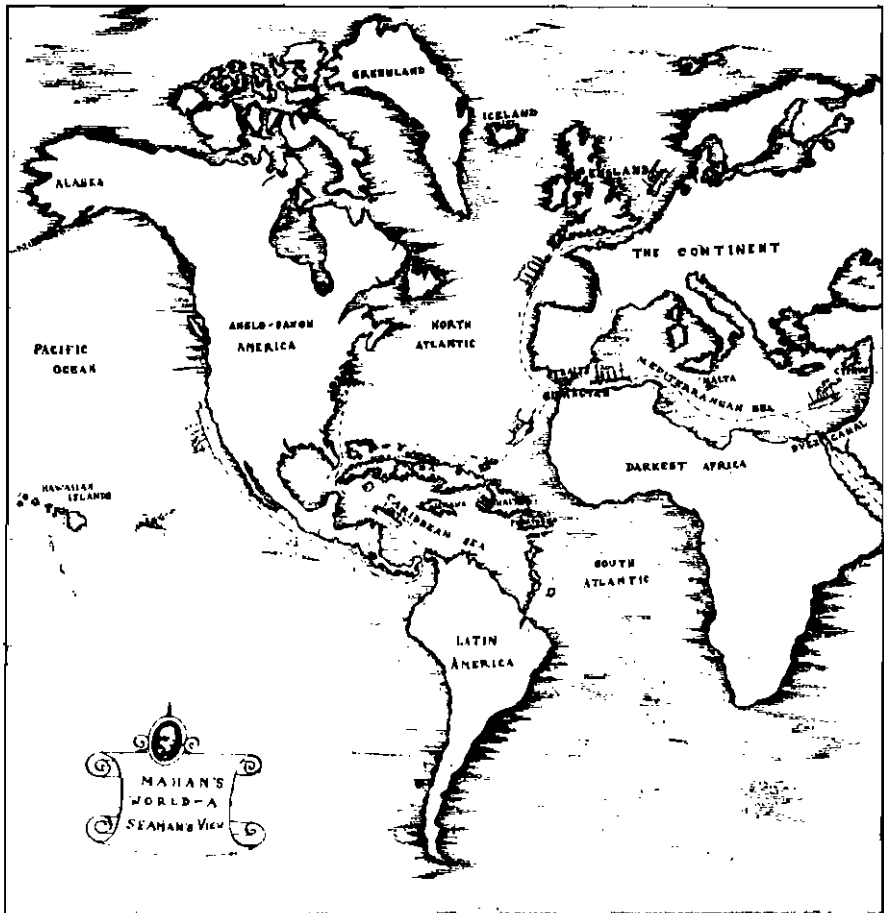 GREENLAND
ICELAND
ALASKA
ENGLAND
THE CONTINENT
ANGLO-SAXON
AMERICA
NORTH
ATLANTIC
PACIFIC
OCEAN
MALTA
MEDITERRANEAN SEA
CYPRUS
GIBRALTAR
SUEZ CANAL
DARKEST AFRICA
HAWAIIAN
ISLANDS
CARIBBEAN SEA
SOUTH
ATLANTIC
LATIN
AMERICA
MAHAN'S
WORLD-A
SEAMAN'S VIEW